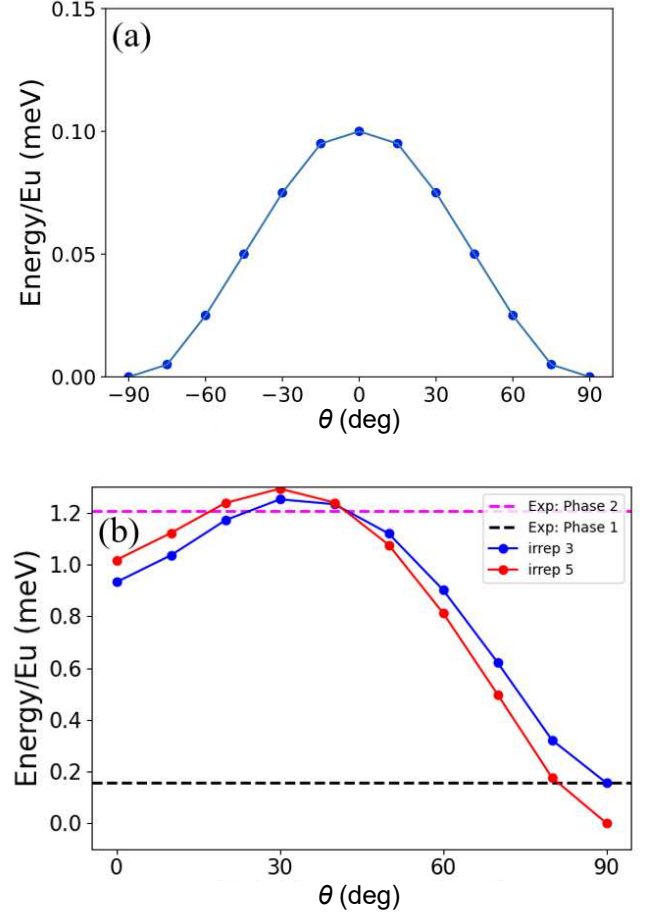 (a)
Energy/Eu (meV)
0.15
0.10
0.05
0.00
−90 −60 −30 0 30 60 90
θ (deg)
(b)
Energy/Eu (meV)
1.2
1.0
0.8
0.6
0.4
0.2
0.0
Exp: Phase 2
Exp: Phase 1
irrep 3
irrep 5
0 30 60 90
θ (deg)